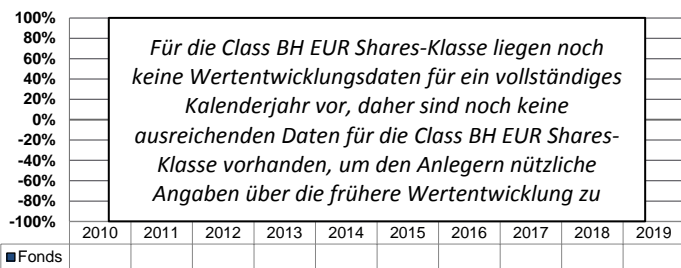 100%
80%
60%
40%
20%
0%
-20%
-40%
-60%
-80%
-100%
Für die Class BH EUR Shares-Klasse liegen noch
keine Wertentwicklungsdaten für ein vollständiges
Kalenderjahr vor, daher sind noch keine
ausreichenden Daten für die Class BH EUR Shares-
Klasse vorhanden, um den Anlegern nützliche
Angaben über die frühere Wertentwicklung zu
2010 2011 2012 2013 2014 2015 2016 2017 2018 2019
Fonds